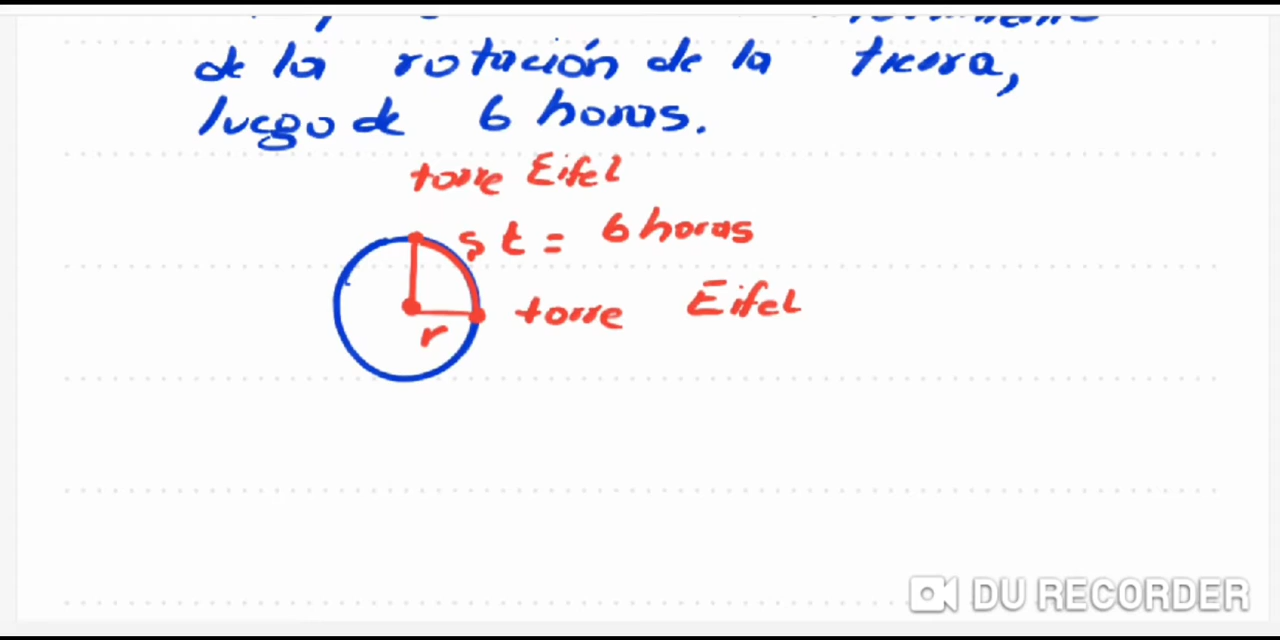 de la rotación de la tierra,
luego de 6 horas.
torre Eifel
s t = 6 horas
torre Eifel
r
DU RECORDER